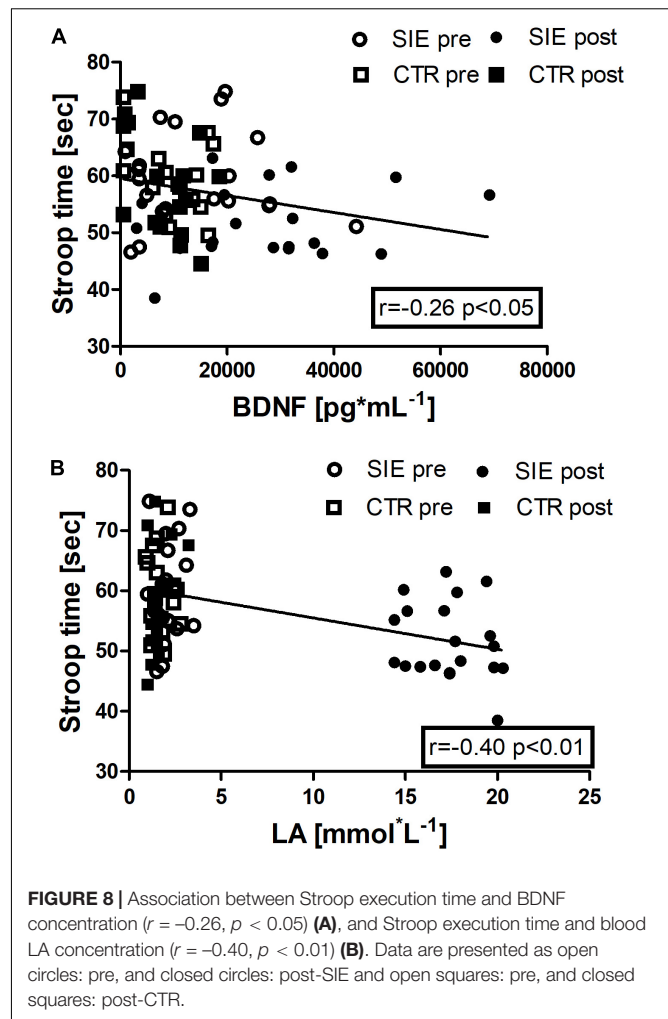 A
SIE pre SIE post
CTR pre CTR post
80
70
60
50
40
30
Stroop time [sec]
r=-0.26 p<0.05
0 20000 40000 60000 80000
BDNF [pg*mL-1]
B
SIE pre SIE post
CTR pre CTR post
80
70
60
50
40
30
Stroop time [sec]
r=-0.40 p<0.01
0 5 10 15 20 25
LA [mmol*L-1]
FIGURE 8 | Association between Stroop execution time and BDNF
concentration (r = –0.26, p < 0.05) (A), and Stroop execution time and blood
LA concentration (r = –0.40, p < 0.01) (B). Data are presented as open
circles: pre, and closed circles: post-SIE and open squares: pre, and closed
squares: post-CTR.